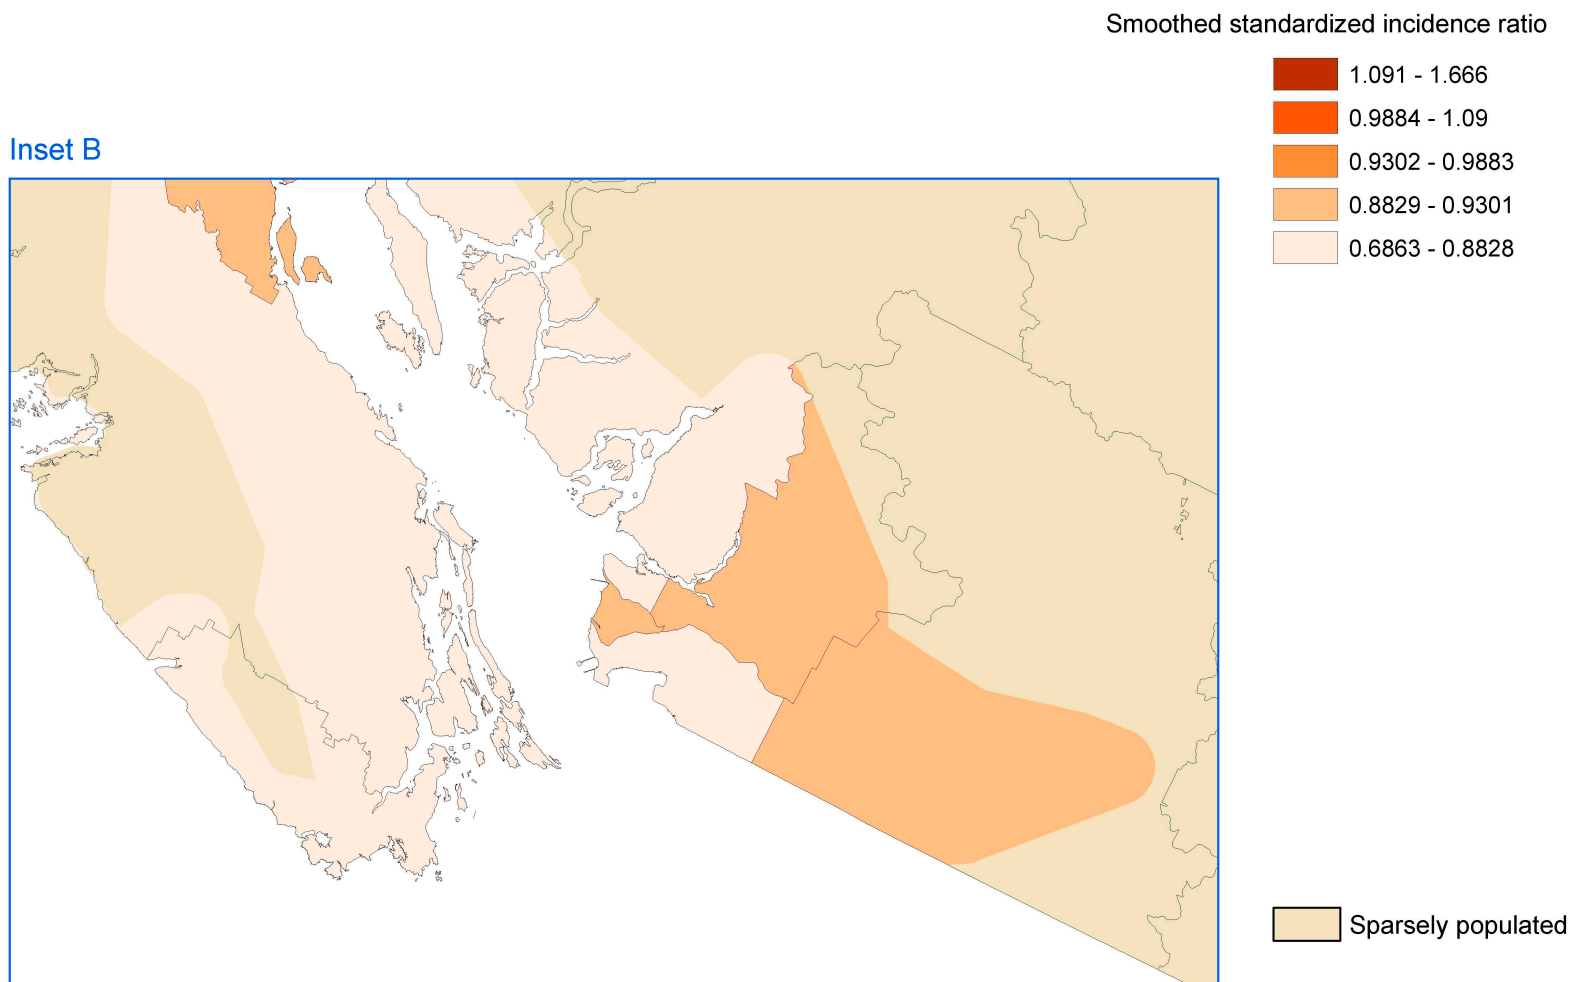 Smoothed standardized incidence ratio
1.091 - 1.666
0.9884 - 1.09
0.9302 - 0.9883
0.8829 - 0.9301
0.6863 - 0.8828
Inset B
Sparsely populated